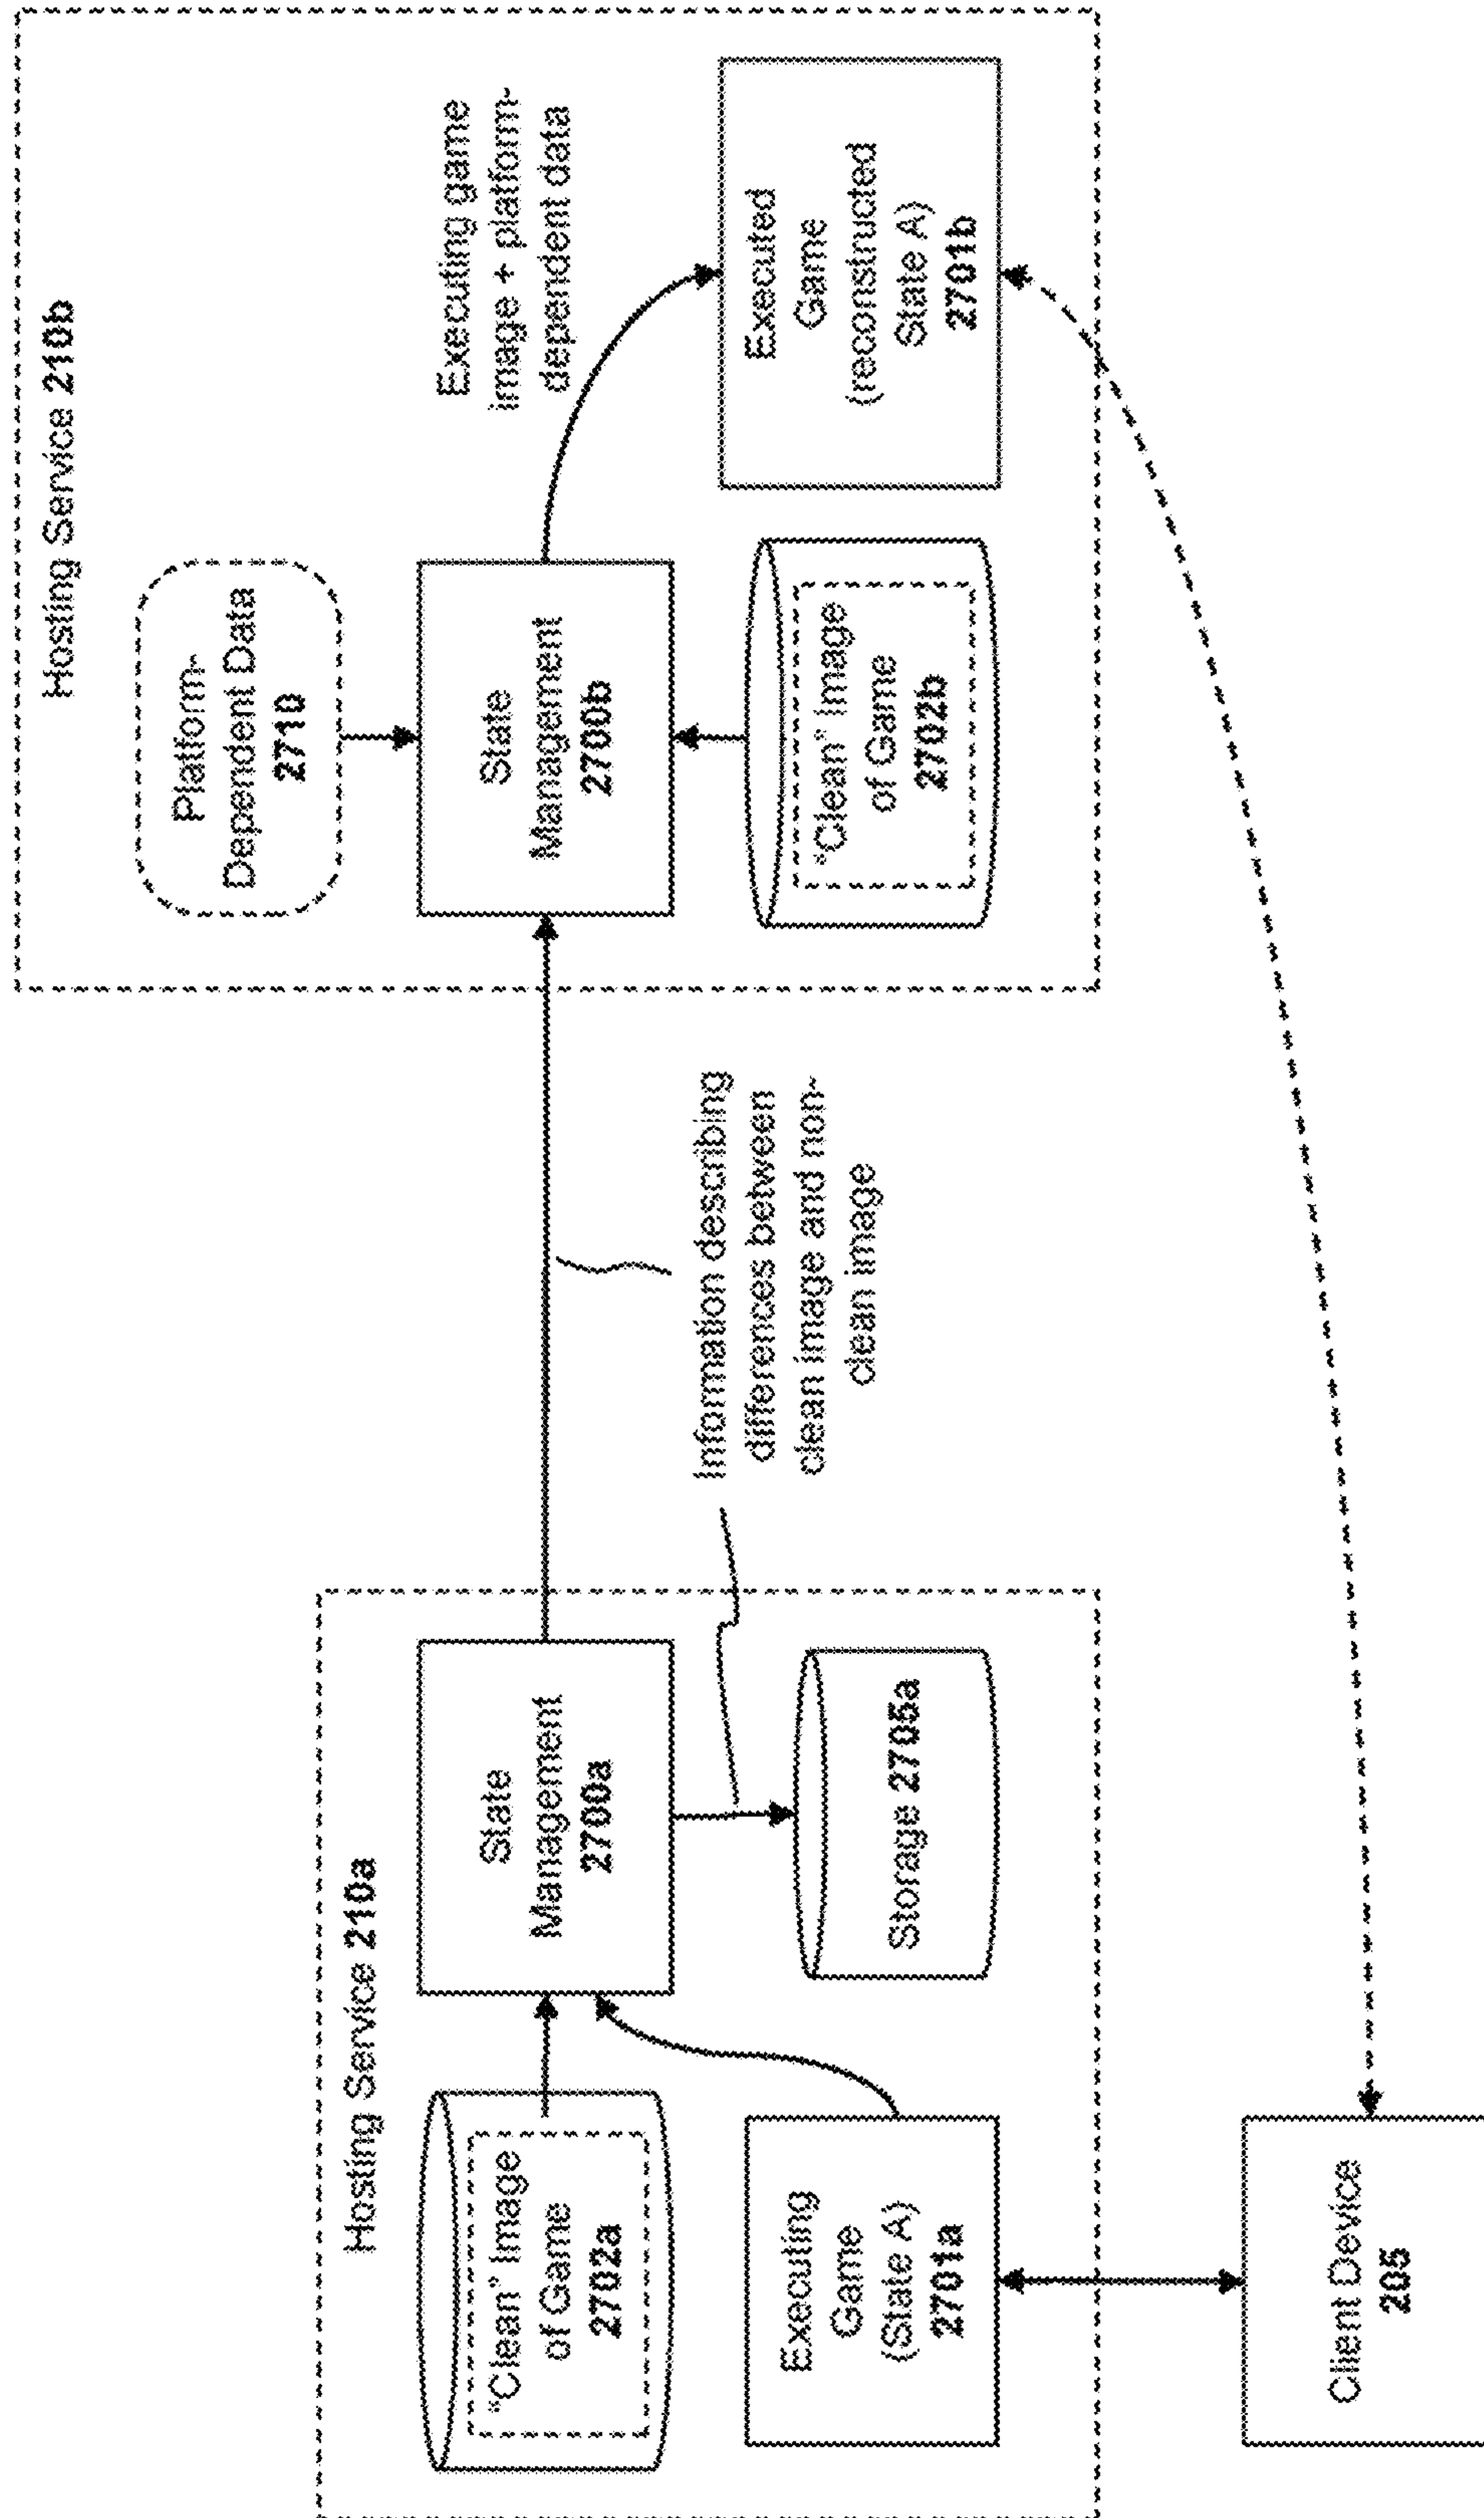 Hosting Service 210a
"Clean" Image
of Game
2702a
State
Management
2700a
Executing
Game
(State A)
2701a
Storage 2705a
Client Device
205
Information describing
differences between
clean image and non-
clean image
Hosting Service 210b
Platform-
Dependent Data
2710
State
Management
2700b
"Clean" Image
of Game
2702b
Executing game
image + platform-
dependent data
Executed
Game
(reconstructed
State A)
2701b